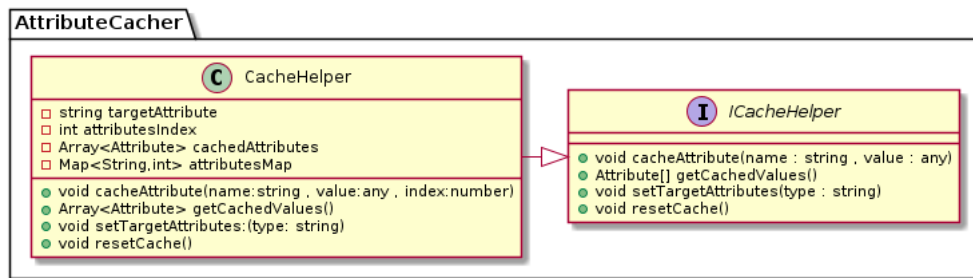 AttributeCacher
C CacheHelper
string targetAttribute
int attributesIndex
Array<Attribute> cachedAttributes
Map<String,int> attributesMap
void cacheAttribute(name:string , value:any , index:number)
Array<Attribute> getCachedValues()
void setTargetAttributes:(type: string)
void resetCache()
I ICacheHelper
void cacheAttribute(name : string , value : any)
Attribute[] getCachedValues()
void setTargetAttributes(type : string)
void resetCache()